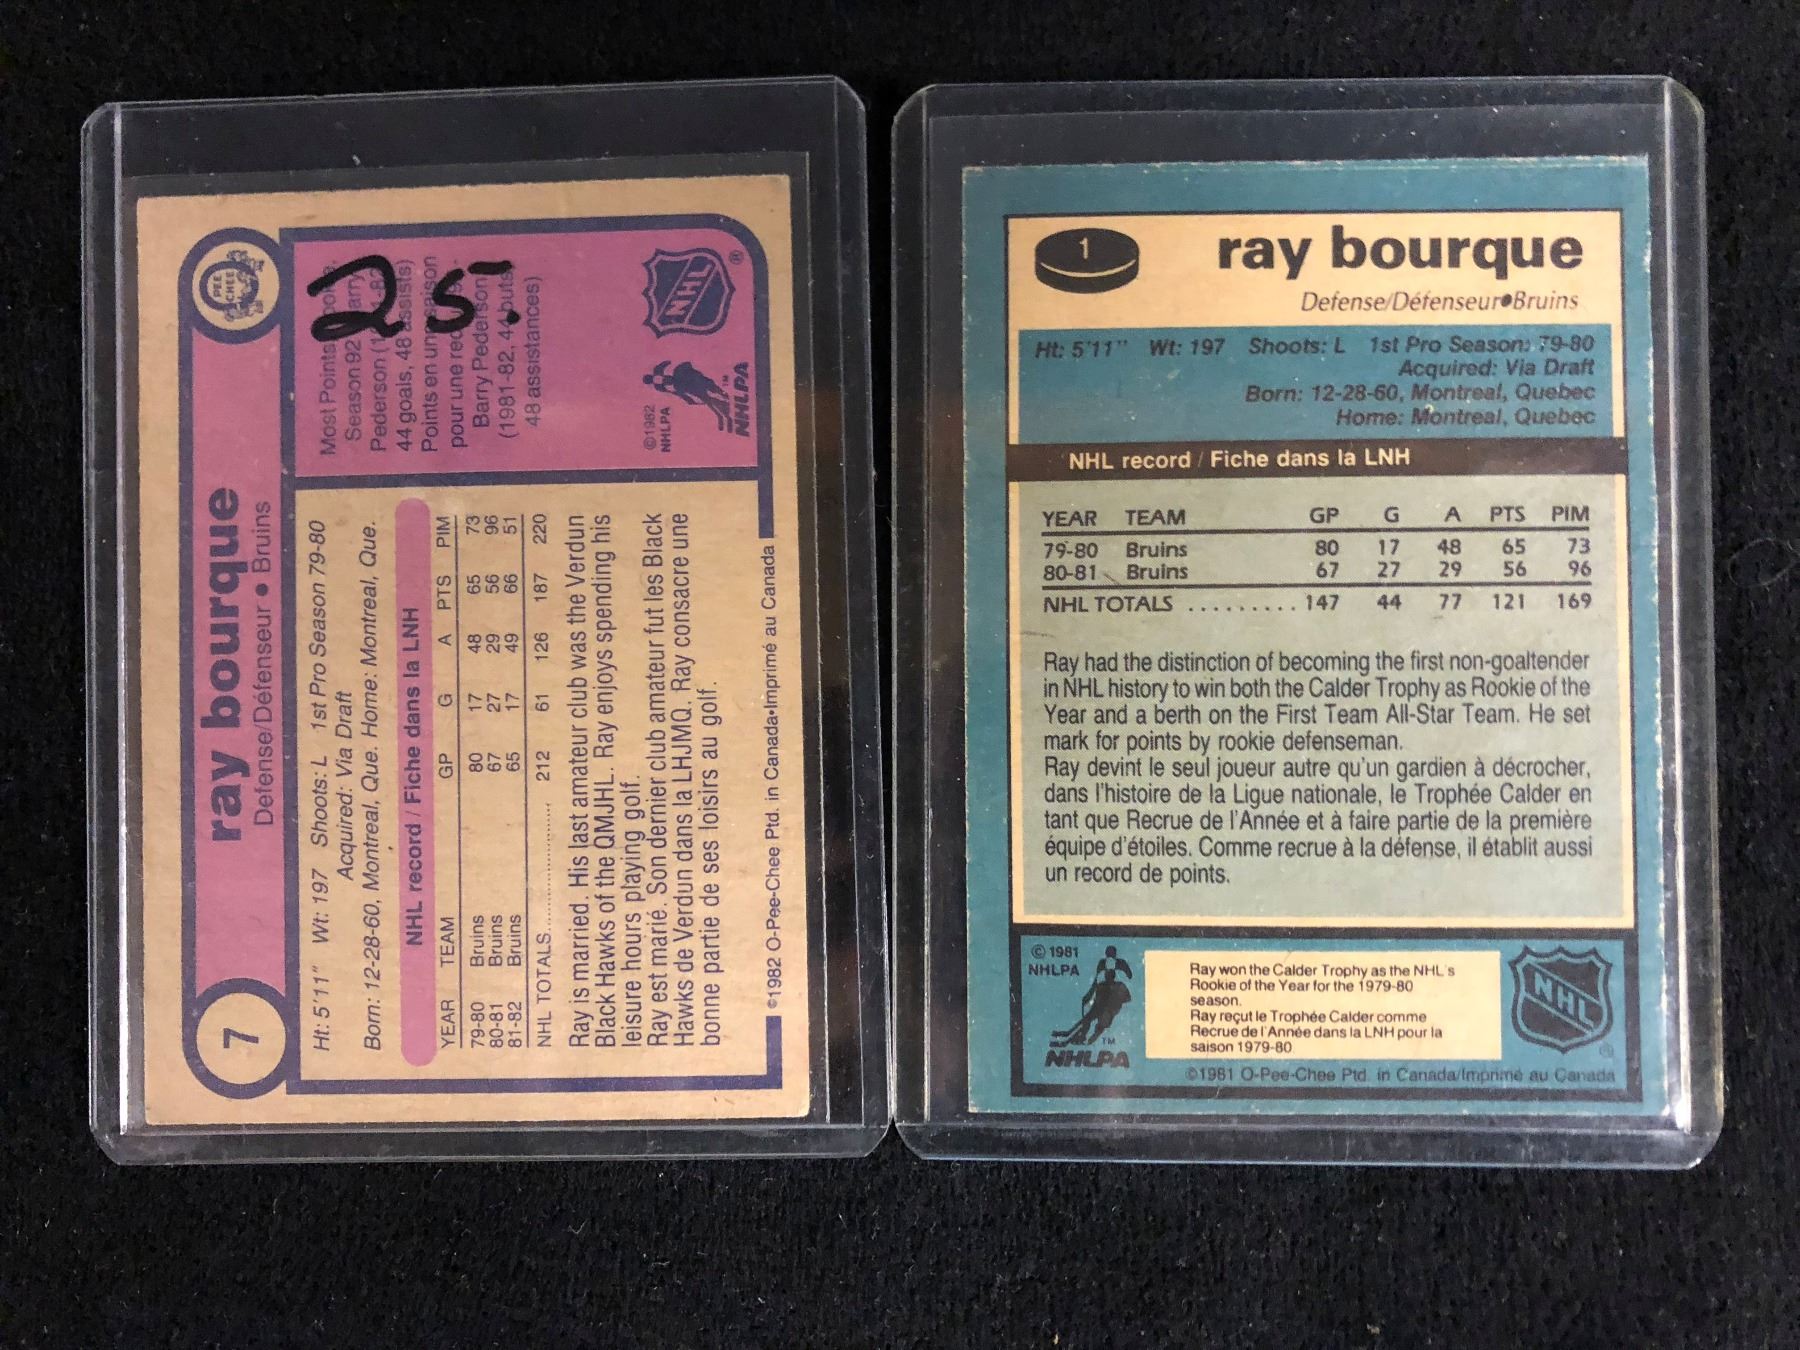 7
ray bourque
Defense/Défenseur • Bruins
O PEE CHEE
Ht: 5'11" Wt: 197 Shoots: L 1st Pro Season 79-80
Acquired: Via Draft
Born: 12-28-60, Montreal, Que. Home: Montreal, Que.
NHL record / Fiche dans la LNH
YEAR TEAM GP G A PTS PIM
79-80 Bruins 80 17 48 65 73
80-81 Bruins 67 27 29 56 96
81-82 Bruins 65 17 49 66 51
NHL TOTALS 212 61 126 187 220
Ray is married. His last amateur club was the Verdun
Black Hawks of the QMJHL. Ray enjoys spending his
leisure hours playing golf.
Ray est marié. Son dernier club amateur fut les Black
Hawks de Verdun dans la LHJMQ. Ray consacre une
bonne partie de ses loisirs au golf.
©1982 O-Pee-Chee Ptd. in Canada•Imprimé au Canada
Most Points
Season 92
Pederson
44 goals, 48 assists)
Points en une saison
pour une
Barry Pederson
(1981-82, 44 buts,
48 assistances)
25.
©1982
NHLPA
NHLPA ™
NHL ®
1
ray bourque
Defense/Défenseur•Bruins
Ht: 5'11" Wt: 197 Shoots: L 1st Pro Season: 79-80
Acquired: Via Draft
Born: 12-28-60, Montreal, Quebec
Home: Montreal, Quebec
NHL record / Fiche dans la LNH
YEAR TEAM GP G A PTS PIM
79-80 Bruins 80 17 48 65 73
80-81 Bruins 67 27 29 56 96
NHL TOTALS ......... 147 44 77 121 169
Ray had the distinction of becoming the first non-goaltender
in NHL history to win both the Calder Trophy as Rookie of the
Year and a berth on the First Team All-Star Team. He set
mark for points by rookie defenseman.
Ray devint le seul joueur autre qu'un gardien à décrocher,
dans l'histoire de la Ligue nationale, le Trophée Calder en
tant que Recrue de l'Année et à faire partie de la première
équipe d'étoiles. Comme recrue à la défense, il établit aussi
un record de points.
© 1981
NHLPA
NHLPA ™
Ray won the Calder Trophy as the NHL's
Rookie of the Year for the 1979-80
season.
Ray reçut le Trophée Calder comme
Recrue de l'Année dans la LNH pour la
saison 1979-80
NHL ®
©1981 O-Pee-Chee Ptd. in Canada/Imprimé au Canada